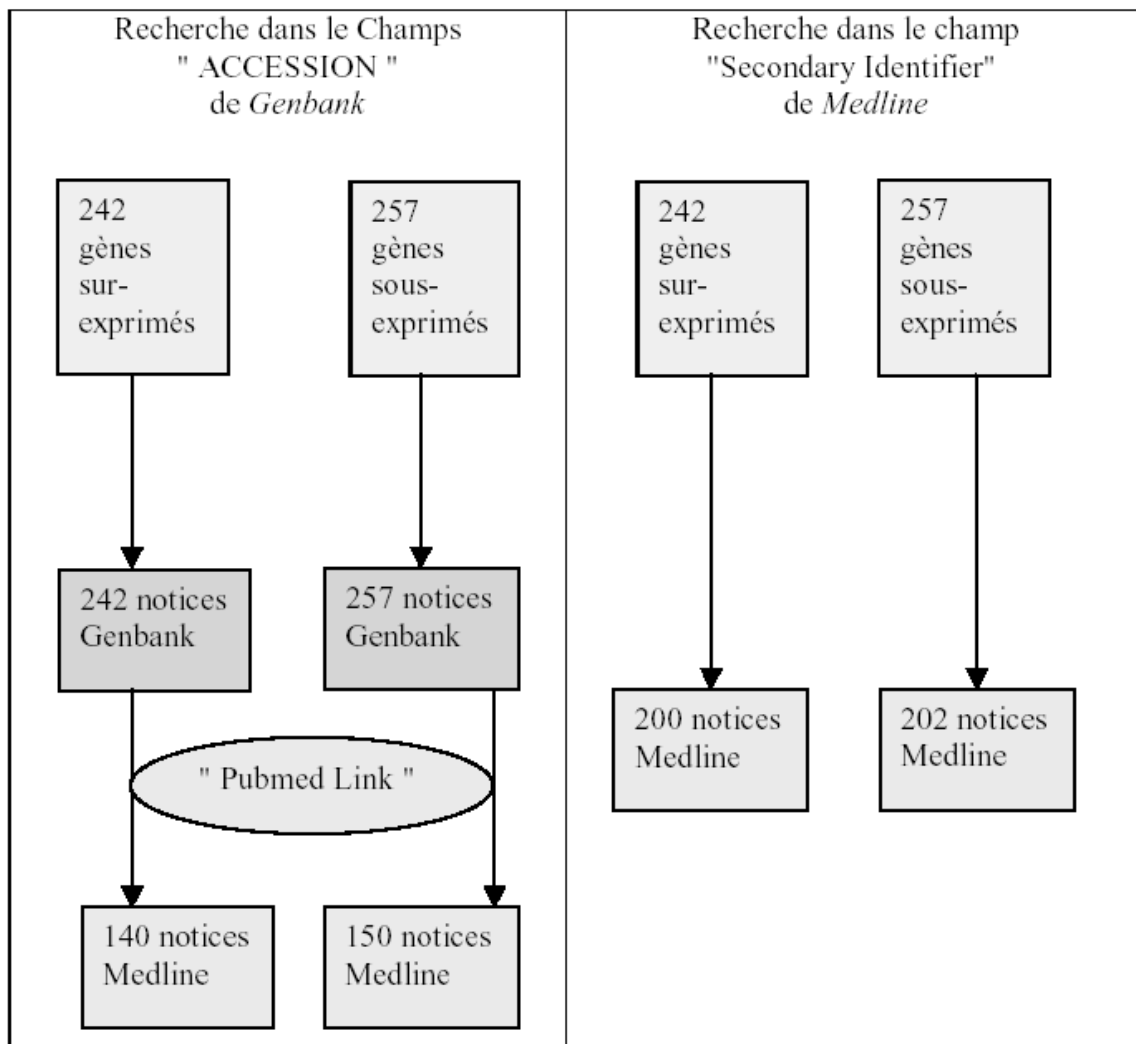 Recherche dans le Champs
" ACCESSION "
de Genbank
242
gènes
sur-
exprimés
257
gènes
sous-
exprimés
242 notices
Genbank
257 notices
Genbank
" Pubmed Link "
140 notices
Medline
150 notices
Medline
Recherche dans le champ
"Secondary Identifier"
de Medline
242
gènes
sur-
exprimés
257
gènes
sous-
exprimés
200 notices
Medline
202 notices
Medline